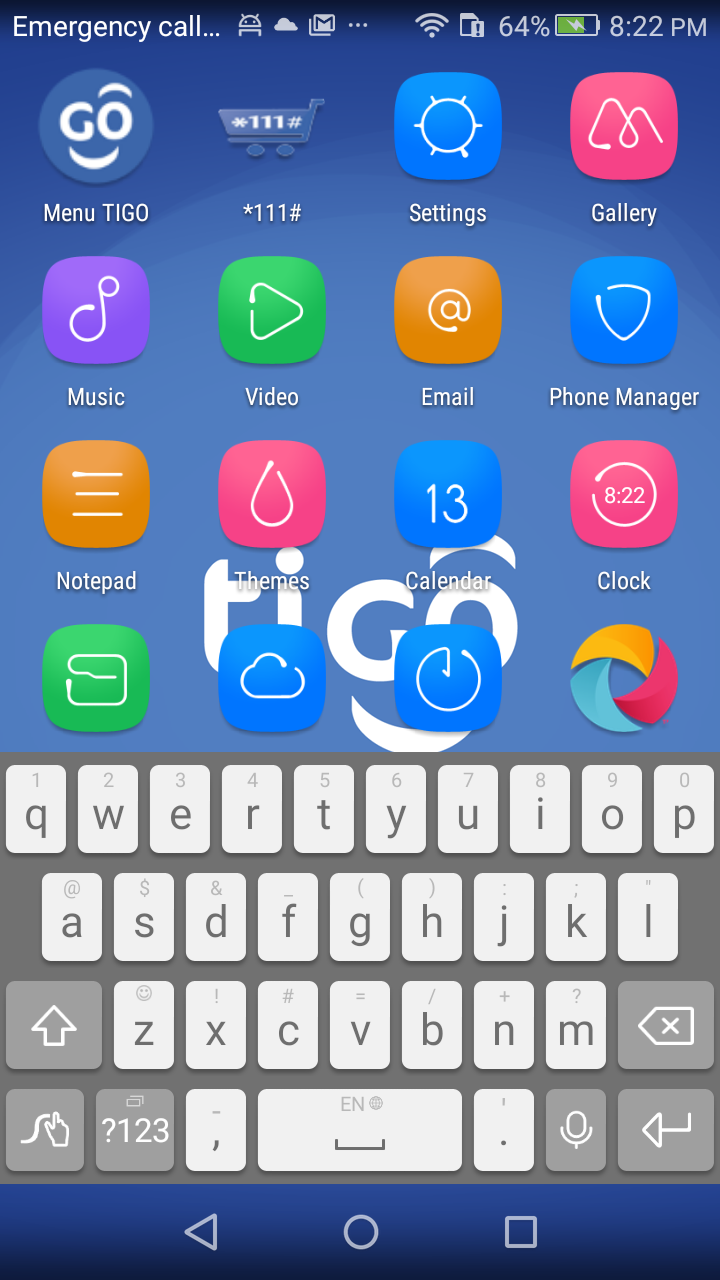 Emergency call... ... 64% 8:22 PM
GO *111#
Menu TIGO *111# Settings Gallery
@
Music Video Email Phone Manager
13 8:22
Notepad Themes Calendar Clock
tigo
1 2 3 4 5 6 7 8 9 0
q w e r t y u i o p
@ $ & _ ( ) : ; "
a s d f g h j k l
! # = / + ?
z x c v b n m
- EN '
?123 , .